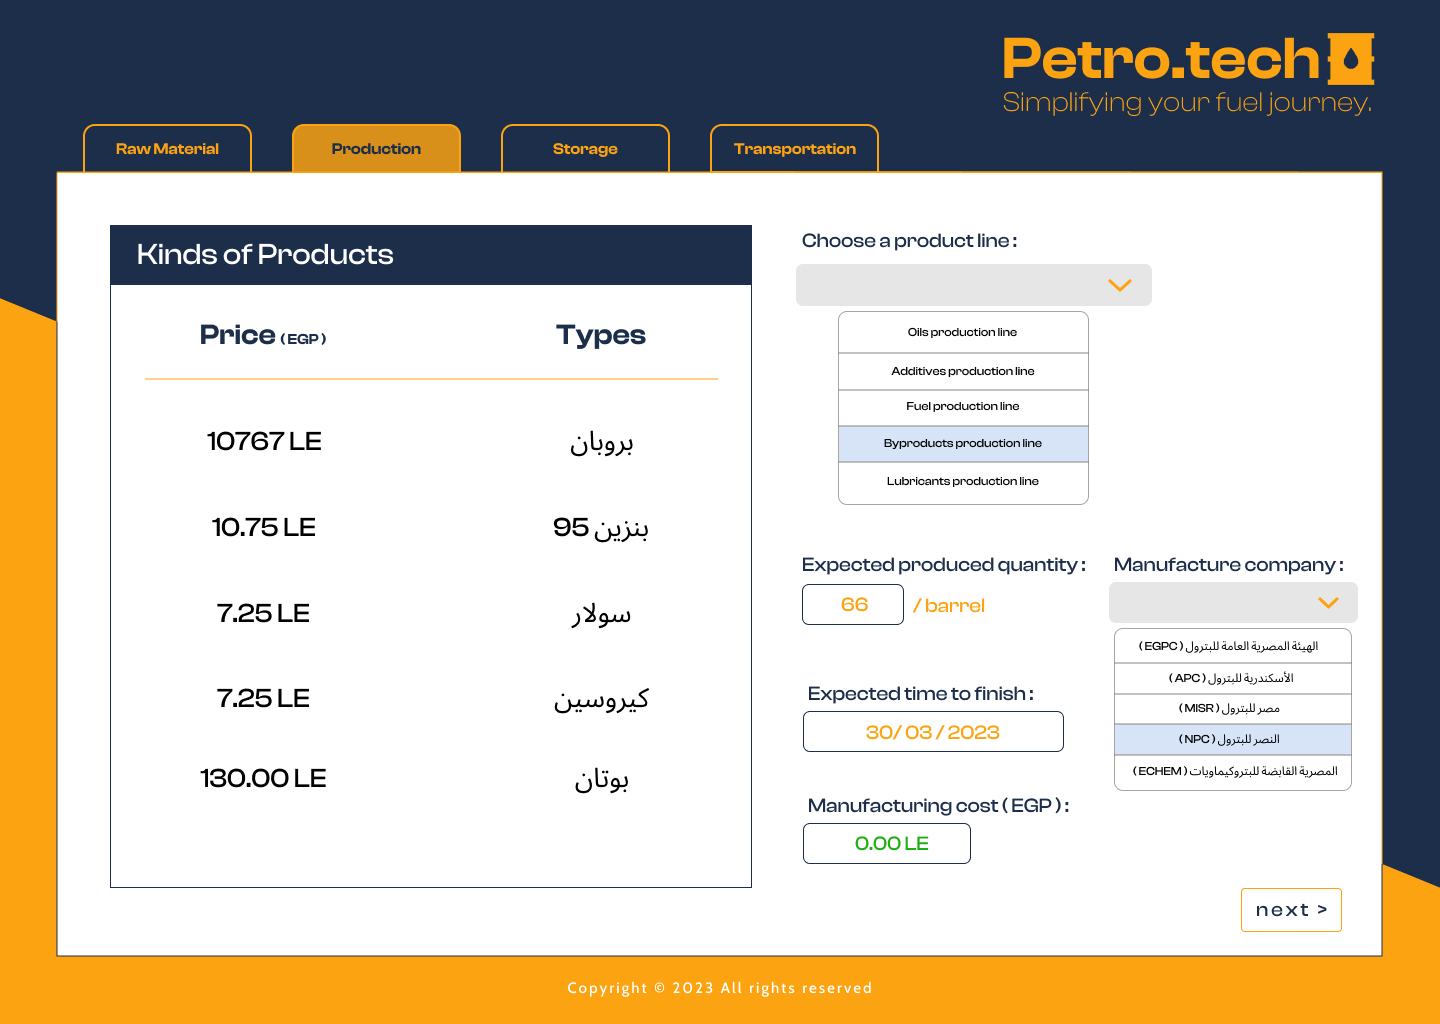 Petro.tech
Simplifying your fuel journey.
Raw Material
Production
Storage
Transportation
Kinds of Products
Price ( EGP ) Types
10767 LE بروبان
10.75 LE بنزين 95
7.25 LE سولار
7.25 LE كيروسين
130.00 LE بوتان
Choose a product line :
Oils production line
Additives production line
Fuel production line
Byproducts production line
Lubricants production line
Expected produced quantity :
66 / barrel
Manufacture company :
الهيئة المصرية العامة للبترول ( EGPC )
الأسكندرية للبترول ( APC )
مصر للبترول ( MISR )
النصر للبترول ( NPC )
المصرية القابضة للبتروكيماويات ( ECHEM )
Expected time to finish :
30/ 03 / 2023
Manufacturing cost ( EGP ) :
0.00 LE
next >
Copyright © 2023 All rights reserved